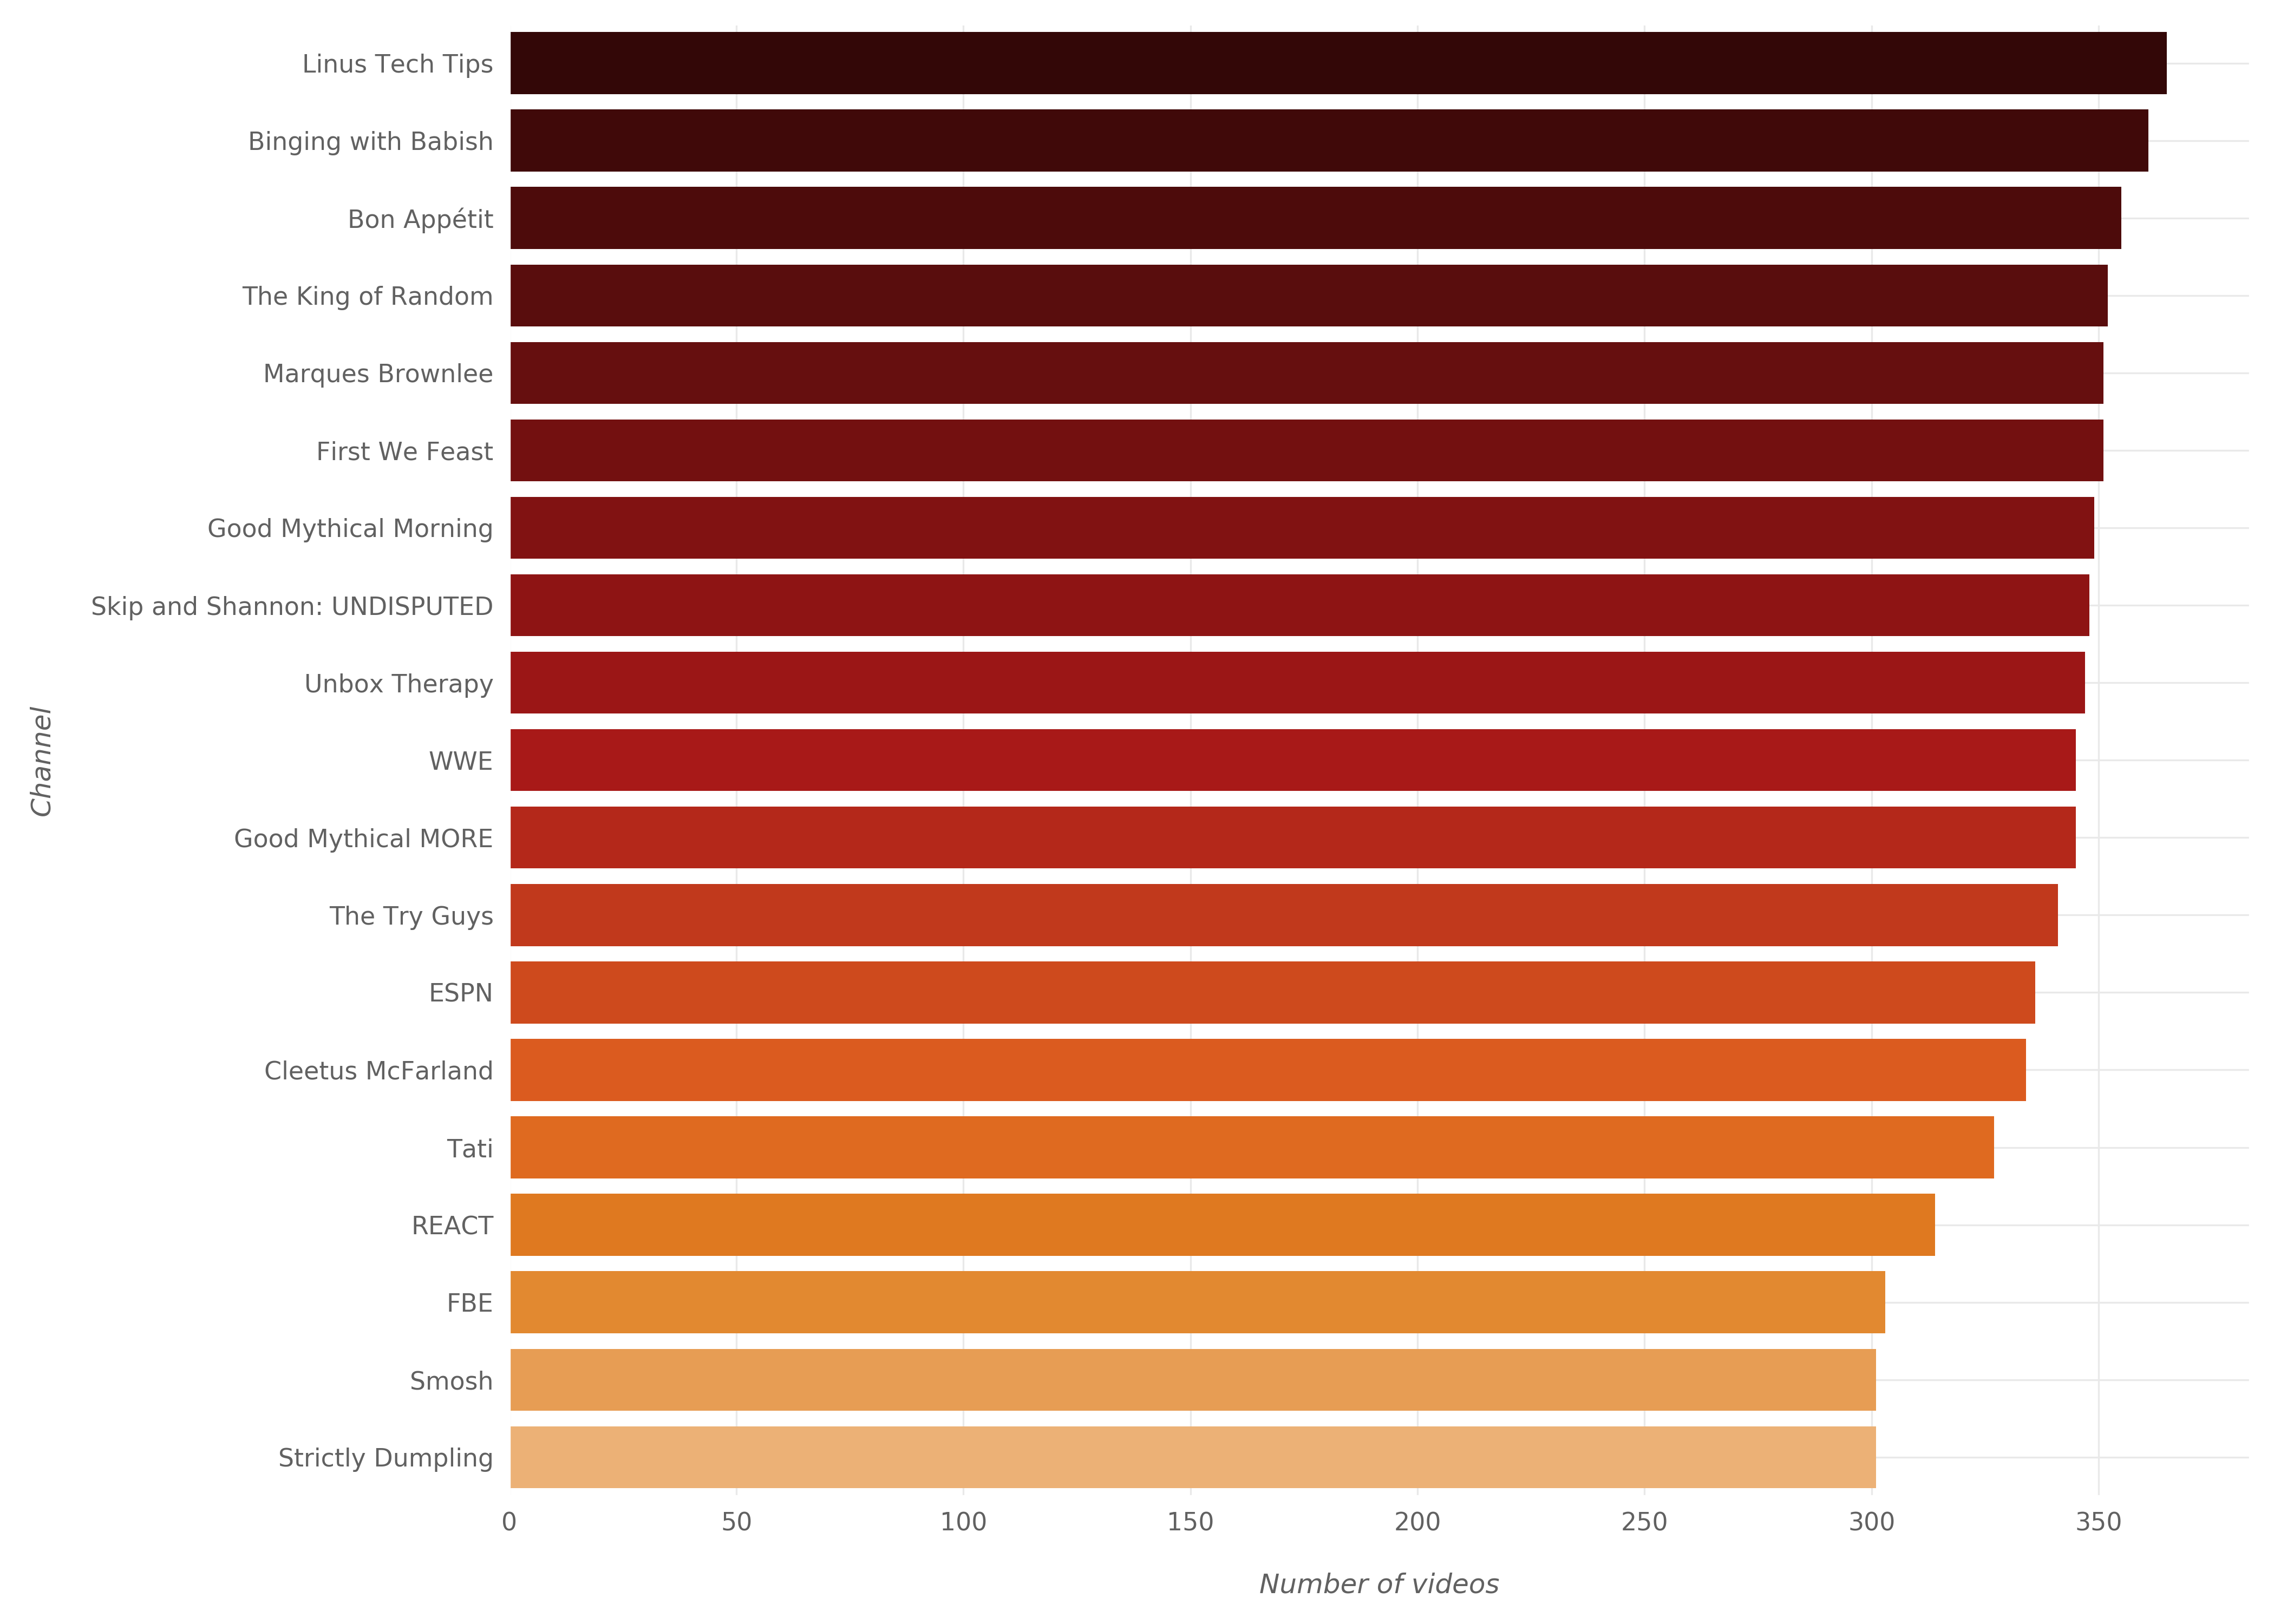 Linus Tech Tips
Binging with Babish
Bon Appétit
The King of Random
Marques Brownlee
First We Feast
Good Mythical Morning
Skip and Shannon: UNDISPUTED
Unbox Therapy
WWE
Good Mythical MORE
The Try Guys
ESPN
Cleetus McFarland
Tati
REACT
FBE
Smosh
Strictly Dumpling
Channel
0 50 100 150 200 250 300 350
Number of videos